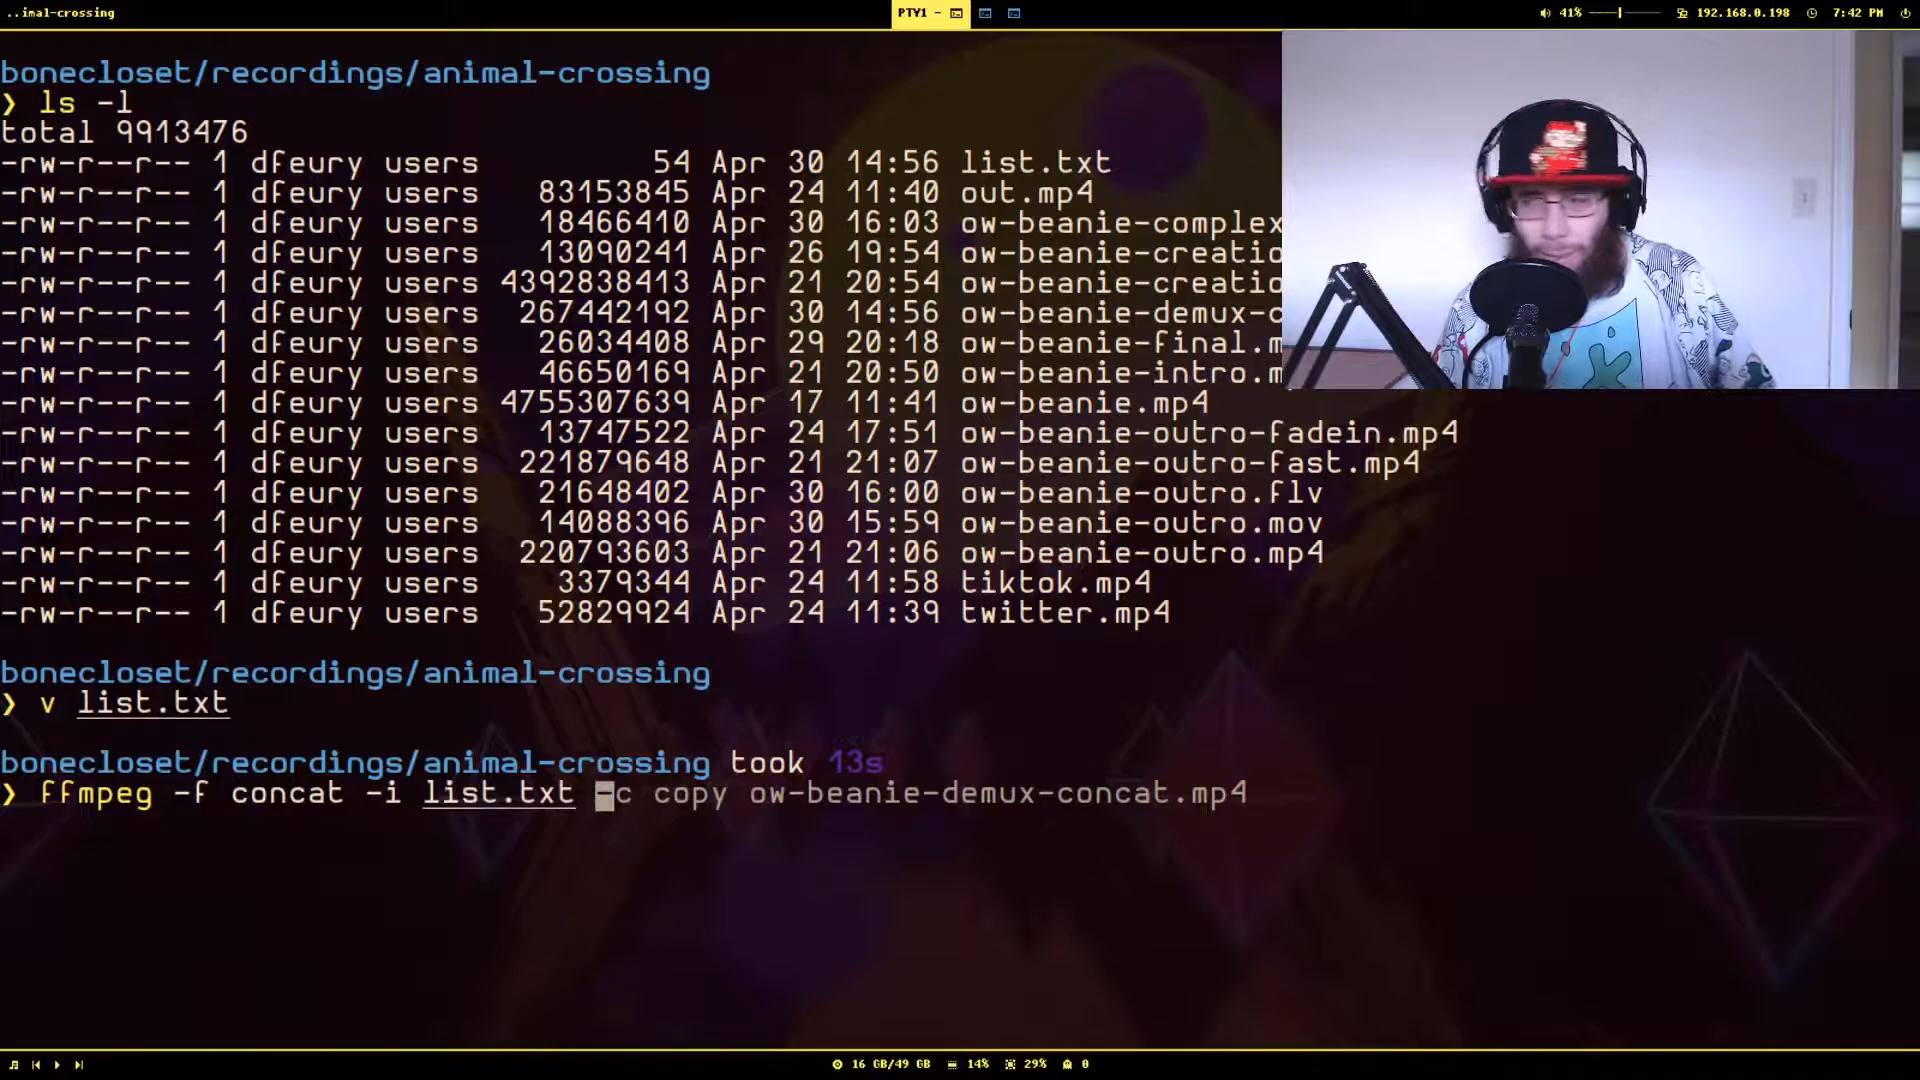 ..imal-crossing
PTY1 -
41%
192.168.0.198
7:42 PM
bonecloset/recordings/animal-crossing
❯ ls -l
total 9913476
-rw-r--r-- 1 dfeury users 54 Apr 30 14:56 list.txt
-rw-r--r-- 1 dfeury users 83153845 Apr 24 11:40 out.mp4
-rw-r--r-- 1 dfeury users 18466410 Apr 30 16:03 ow-beanie-complex
-rw-r--r-- 1 dfeury users 13090241 Apr 26 19:54 ow-beanie-creatio
-rw-r--r-- 1 dfeury users 4392838413 Apr 21 20:54 ow-beanie-creatio
-rw-r--r-- 1 dfeury users 267442192 Apr 30 14:56 ow-beanie-demux-c
-rw-r--r-- 1 dfeury users 26034408 Apr 29 20:18 ow-beanie-final.m
-rw-r--r-- 1 dfeury users 46650169 Apr 21 20:50 ow-beanie-intro.m
-rw-r--r-- 1 dfeury users 4755307639 Apr 17 11:41 ow-beanie.mp4
-rw-r--r-- 1 dfeury users 13747522 Apr 24 17:51 ow-beanie-outro-fadein.mp4
-rw-r--r-- 1 dfeury users 221879648 Apr 21 21:07 ow-beanie-outro-fast.mp4
-rw-r--r-- 1 dfeury users 21648402 Apr 30 16:00 ow-beanie-outro.flv
-rw-r--r-- 1 dfeury users 14088396 Apr 30 15:59 ow-beanie-outro.mov
-rw-r--r-- 1 dfeury users 220793603 Apr 21 21:06 ow-beanie-outro.mp4
-rw-r--r-- 1 dfeury users 3379344 Apr 24 11:58 tiktok.mp4
-rw-r--r-- 1 dfeury users 52829924 Apr 24 11:39 twitter.mp4
bonecloset/recordings/animal-crossing
❯ v list.txt
bonecloset/recordings/animal-crossing took 13s
❯ ffmpeg -f concat -i list.txt -c copy ow-beanie-demux-concat.mp4
16 GB/49 GB
14%
29%
0